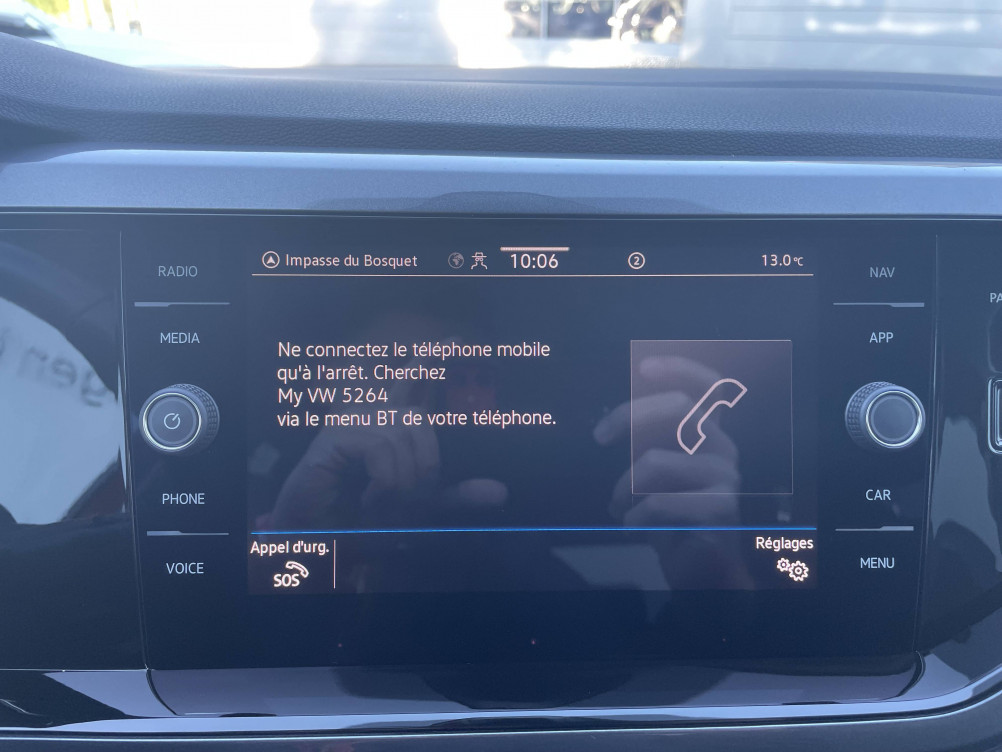 RADIO
MEDIA
PHONE
VOICE
Impasse du Bosquet
10:06
2
13.0 °C
Ne connectez le téléphone mobile
qu'à l'arrêt. Cherchez
My VW 5264
via le menu BT de votre téléphone.
Appel d'urg.
SOS
Réglages
NAV
APP
CAR
MENU
PA